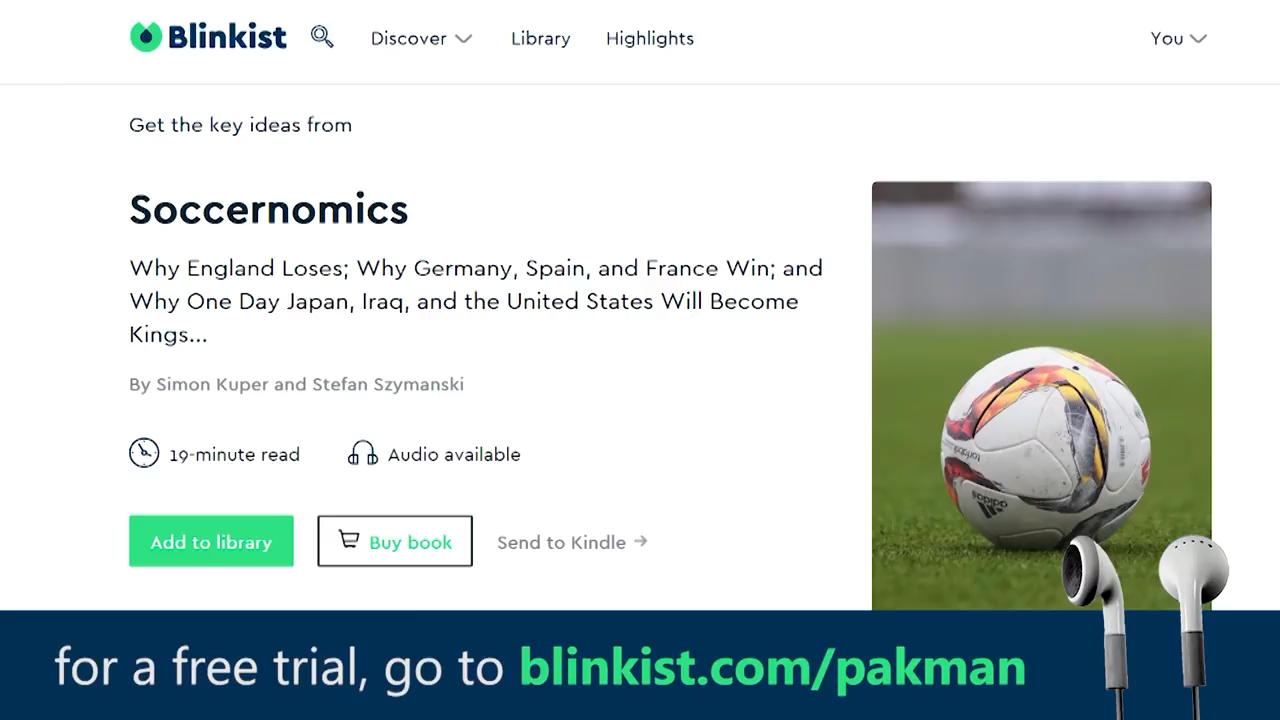 Blinkist
Discover
Library
Highlights
You
Get the key ideas from
Soccernomics
Why England Loses; Why Germany, Spain, and France Win; and
Why One Day Japan, Iraq, and the United States Will Become
Kings...
By Simon Kuper and Stefan Szymanski
19-minute read
Audio available
Add to library
Buy book
Send to Kindle →
adidas
for a free trial, go to blinkist.com/pakman